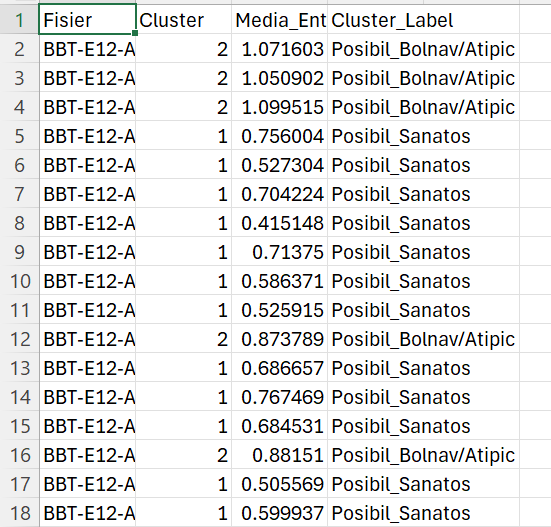 1 Fisier Cluster Media_Ent Cluster_Label
2 BBT-E12-A 2 1.071603 Posibil_Bolnav/Atipic
3 BBT-E12-A 2 1.050902 Posibil_Bolnav/Atipic
4 BBT-E12-A 2 1.099515 Posibil_Bolnav/Atipic
5 BBT-E12-A 1 0.756004 Posibil_Sanatos
6 BBT-E12-A 1 0.527304 Posibil_Sanatos
7 BBT-E12-A 1 0.704224 Posibil_Sanatos
8 BBT-E12-A 1 0.415148 Posibil_Sanatos
9 BBT-E12-A 1 0.71375 Posibil_Sanatos
10 BBT-E12-A 1 0.586371 Posibil_Sanatos
11 BBT-E12-A 1 0.525915 Posibil_Sanatos
12 BBT-E12-A 2 0.873789 Posibil_Bolnav/Atipic
13 BBT-E12-A 1 0.686657 Posibil_Sanatos
14 BBT-E12-A 1 0.767469 Posibil_Sanatos
15 BBT-E12-A 1 0.684531 Posibil_Sanatos
16 BBT-E12-A 2 0.88151 Posibil_Bolnav/Atipic
17 BBT-E12-A 1 0.505569 Posibil_Sanatos
18 BBT-E12-A 1 0.599937 Posibil_Sanatos